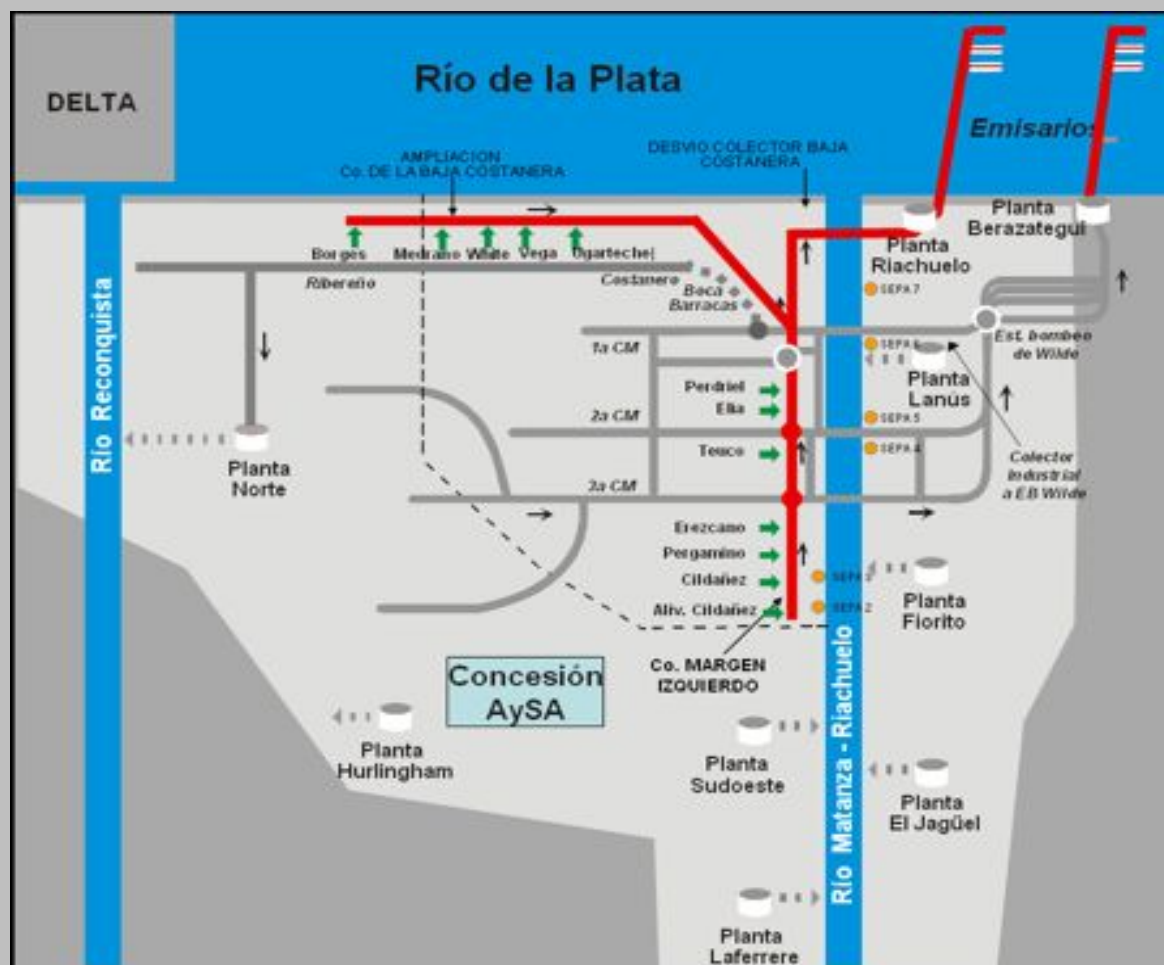 Río de la Plata
DELTA
Emisarios
AMPLIACION
Co. DE LA BAJA COSTANERA
DESVIO COLECTOR BAJA
COSTANERA
Planta
Berazategui
Planta
Riachuelo
Borges
Medrano
White
Vega
Ugarteche
Ribereño
Costanero
Boca
Barracas
SEPA 7
1a CM
Est. bombeo
de Wilde
Planta
Lanús
Perdriel
Elia
2a CM
SEPA 5
Teuco
SEPA 4
Colector
Industrial
a EB Wilde
Río Reconquista
Planta
Norte
3a CM
Erezcano
Pergamino
Cildañez
Aliv. Cildañez
SEPA 2
Planta
Fiorito
Co. MARGEN
IZQUIERDO
Concesión
AySA
Río Matanza - Riachuelo
Planta
Hurlingham
Planta
Sudoeste
Planta
El Jagüel
Planta
Laferrere